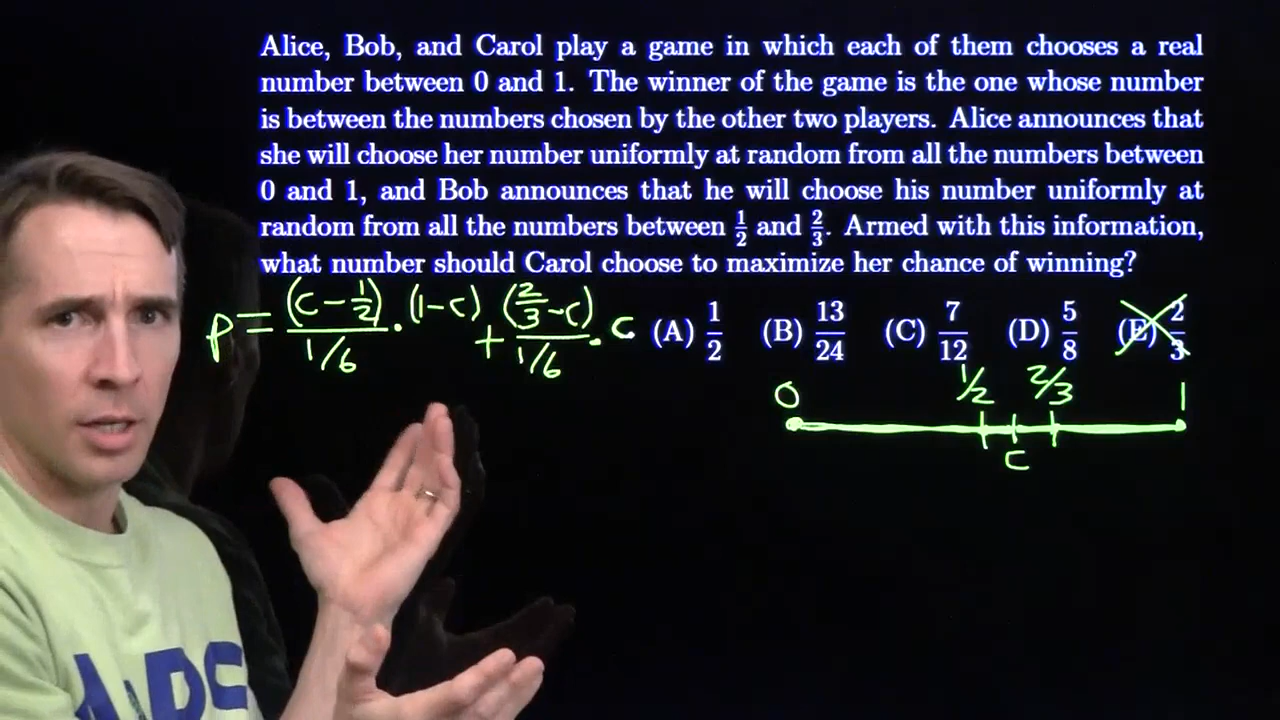 Alice, Bob, and Carol play a game in which each of them chooses a real
number between 0 and 1. The winner of the game is the one whose number
is between the numbers chosen by the other two players. Alice announces that
she will choose her number uniformly at random from all the numbers between
0 and 1, and Bob announces that he will choose his number uniformly at
random from all the numbers between 1/2 and 2/3. Armed with this information,
what number should Carol choose to maximize her chance of winning?
p = (c - 1/2)/(1/6) · (1-c) + (2/3 - c)/(1/6) · c
(A) 1/2 (B) 13/24 (C) 7/12 (D) 5/8 (E) 2/3
0 1/2 2/3 1
c